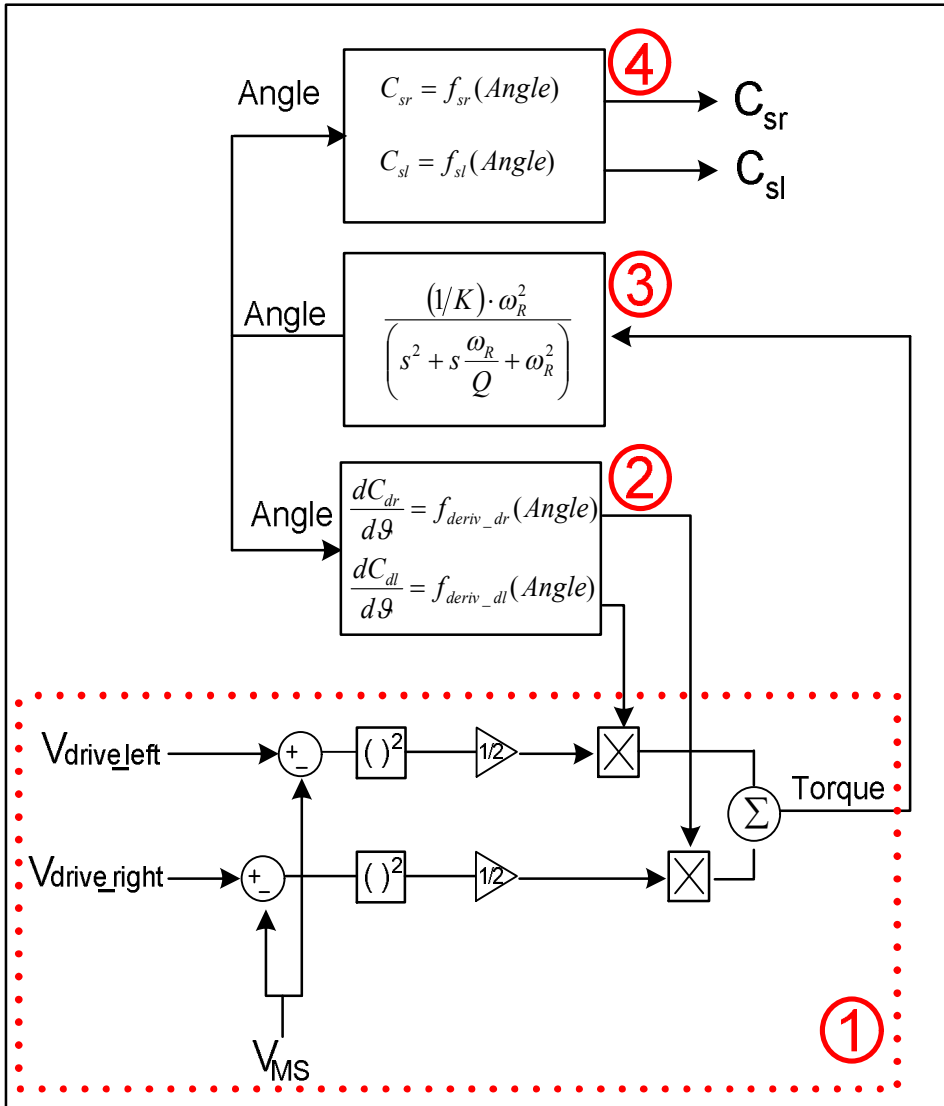 ④
Angle
C_sr = f_sr(Angle)
C_sr
C_sl = f_sl(Angle)
C_sl
③
Angle
(1/K)·ω_R^2
(s^2 + s ω_R/Q + ω_R^2)
②
Angle
dC_dr/dϑ = f_deriv_dr(Angle)
dC_dl/dϑ = f_deriv_dl(Angle)
Vdrive_left
+
−
( )^2
1/2
X
Σ
Torque
Vdrive_right
+
−
( )^2
1/2
X
V_MS
①